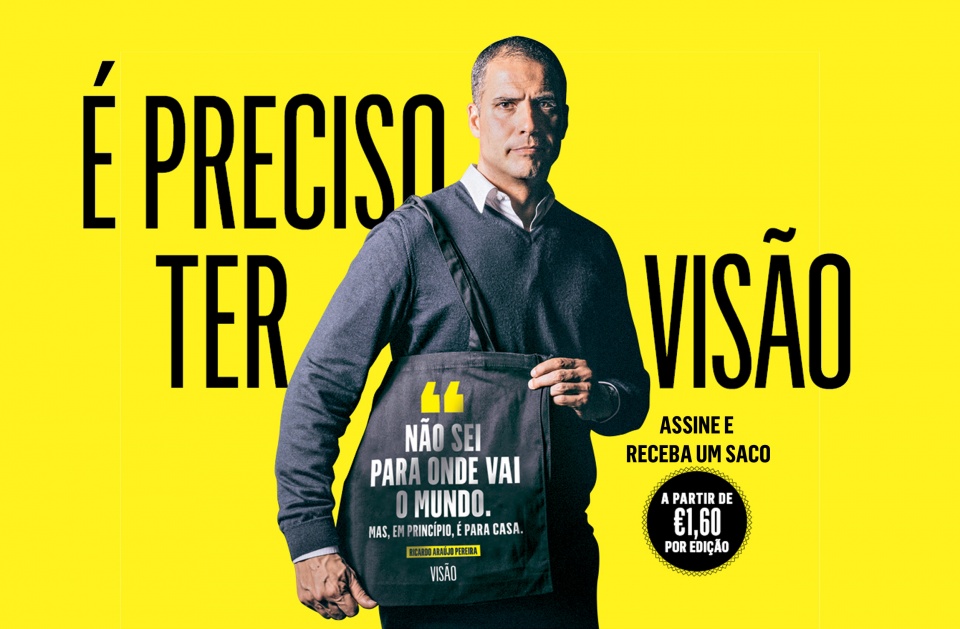 É PRECISO
TER VISÃO
ASSINE E
RECEBA UM SACO
A PARTIR DE
€1,60
POR EDIÇÃO
“
NÃO SEI
PARA ONDE VAI
O MUNDO.
MAS, EM PRINCÍPIO, É PARA CASA.
RICARDO ARAÚJO PEREIRA
VISÃO